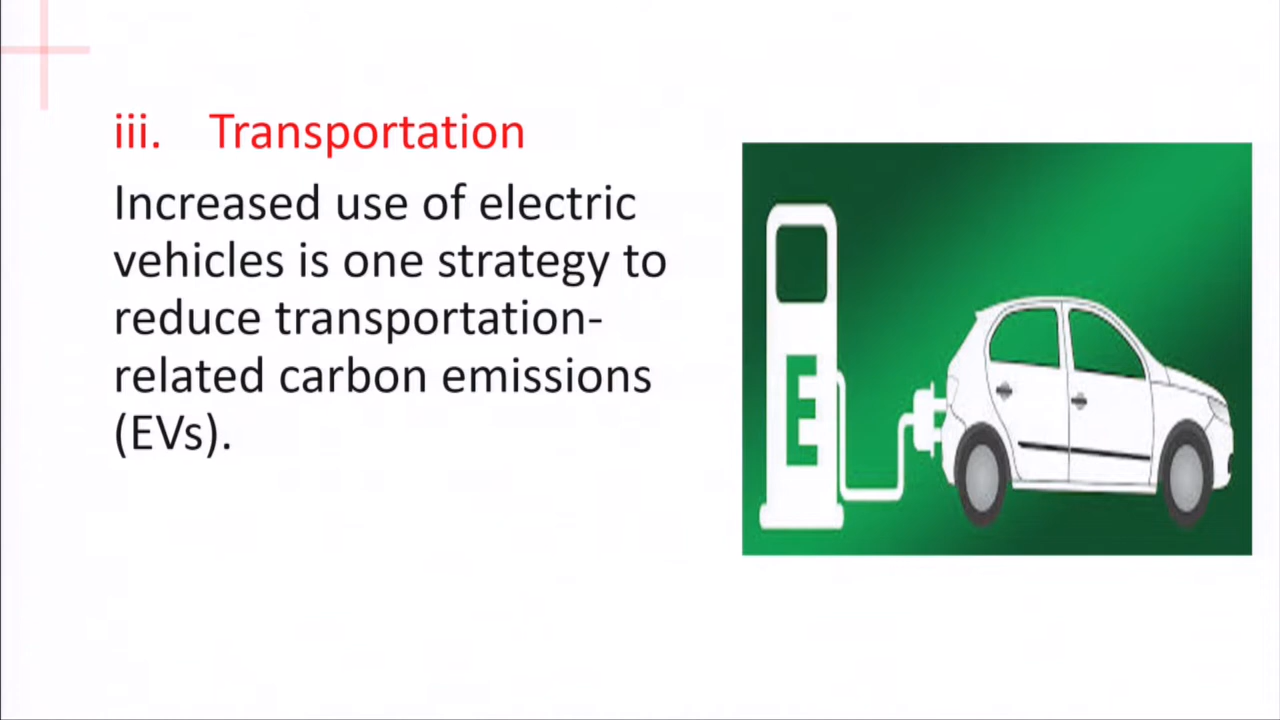 iii. Transportation
Increased use of electric
vehicles is one strategy to
reduce transportation-
related carbon emissions
(EVs).
E